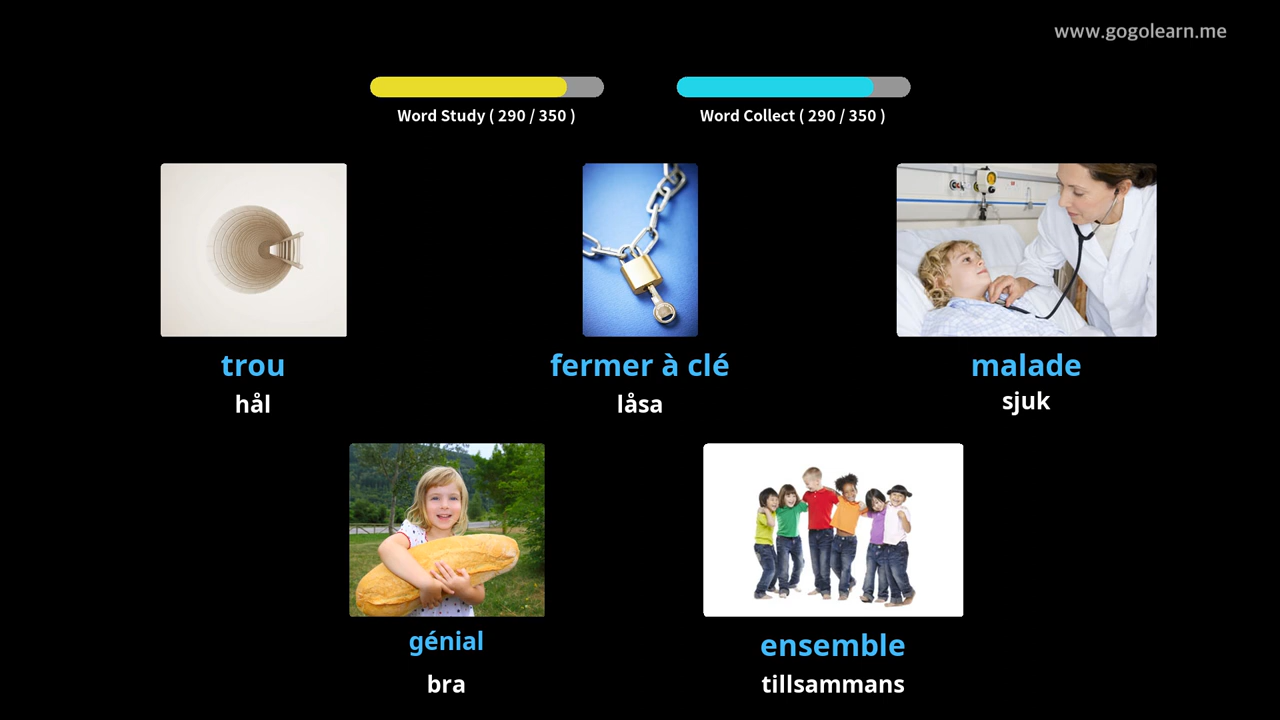 www.gogolearn.me
Word Study ( 290 / 350 )
Word Collect ( 290 / 350 )
trou
hål
fermer à clé
låsa
malade
sjuk
génial
bra
ensemble
tillsammans